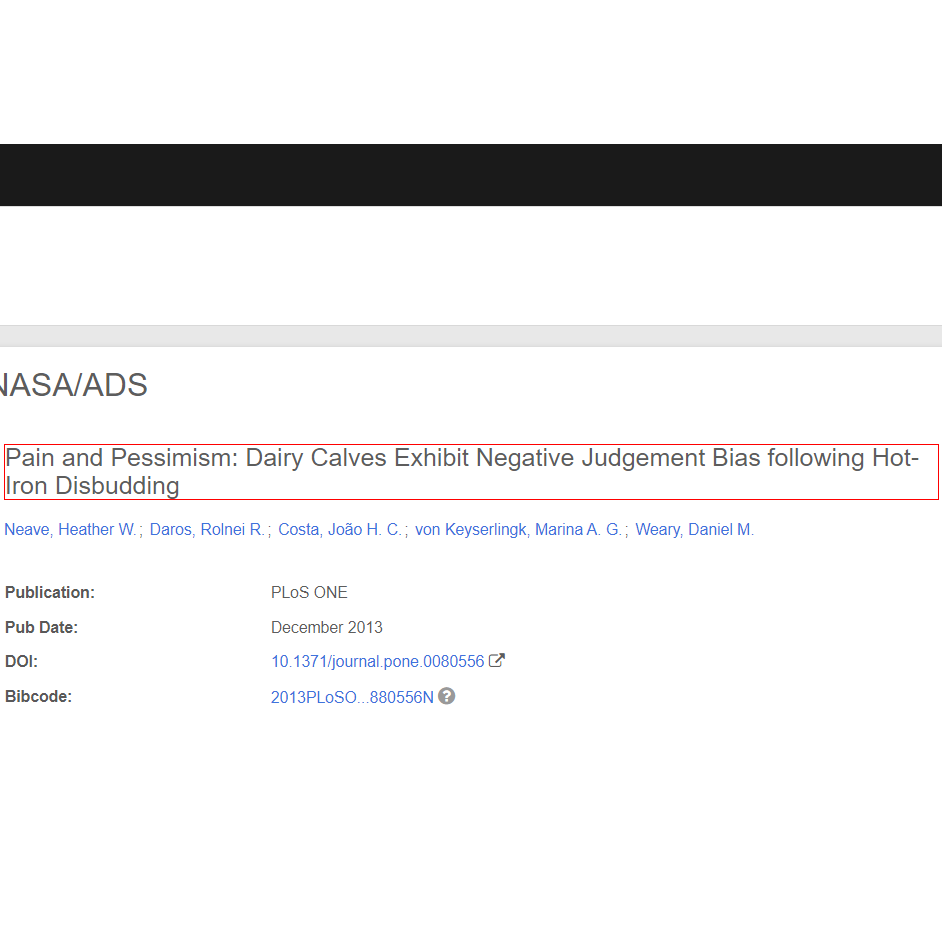 NASA/ADS
Pain and Pessimism: Dairy Calves Exhibit Negative Judgement Bias following Hot-
Iron Disbudding
Neave, Heather W. ; Daros, Rolnei R. ; Costa, João H. C. ; von Keyserlingk, Marina A. G. ; Weary, Daniel M.
Publication: PLoS ONE
Pub Date: December 2013
DOI: 10.1371/journal.pone.0080556
Bibcode: 2013PLoSO...880556N